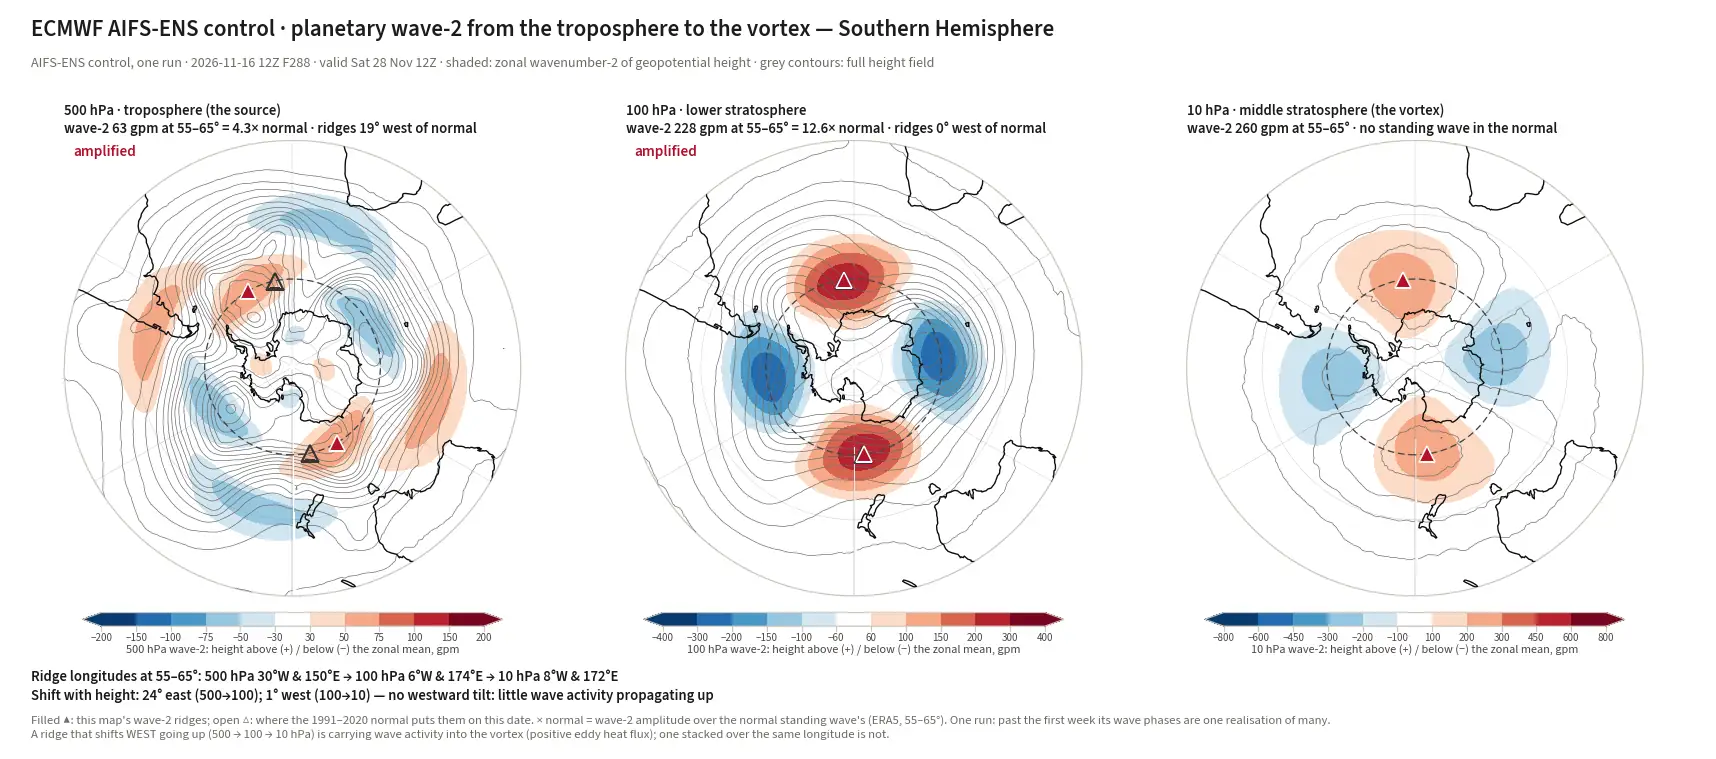 ECMWF AIFS-ENS control · planetary wave-2 from the troposphere to the vortex — Southern Hemisphere
AIFS-ENS control, one run · 2026-11-16 12Z F288 · valid Sat 28 Nov 12Z · shaded: zonal wavenumber-2 of geopotential height · grey contours: full height field
500 hPa · troposphere (the source)
wave-2 63 gpm at 55–65° = 4.3× normal · ridges 19° west of normal
amplified
100 hPa · lower stratosphere
wave-2 228 gpm at 55–65° = 12.6× normal · ridges 0° west of normal
amplified
10 hPa · middle stratosphere (the vortex)
wave-2 260 gpm at 55–65° · no standing wave in the normal
−200 −150 −100 −75 −50 −30 30 50 75 100 150 200
500 hPa wave-2: height above (+) / below (−) the zonal mean, gpm
−400 −300 −200 −150 −100 −60 60 100 150 200 300 400
100 hPa wave-2: height above (+) / below (−) the zonal mean, gpm
−800 −600 −450 −300 −200 −100 100 200 300 450 600 800
10 hPa wave-2: height above (+) / below (−) the zonal mean, gpm
Ridge longitudes at 55–65°: 500 hPa 30°W & 150°E → 100 hPa 6°W & 174°E → 10 hPa 8°W & 172°E
Shift with height: 24° east (500→100); 1° west (100→10) — no westward tilt: little wave activity propagating up
Filled ▲: this map's wave-2 ridges; open △: where the 1991–2020 normal puts them on this date. × normal = wave-2 amplitude over the normal standing wave's (ERA5, 55–65°). One run: past the first week its wave phases are one realisation of many.
A ridge that shifts WEST going up (500 → 100 → 10 hPa) is carrying wave activity into the vortex (positive eddy heat flux); one stacked over the same longitude is not.